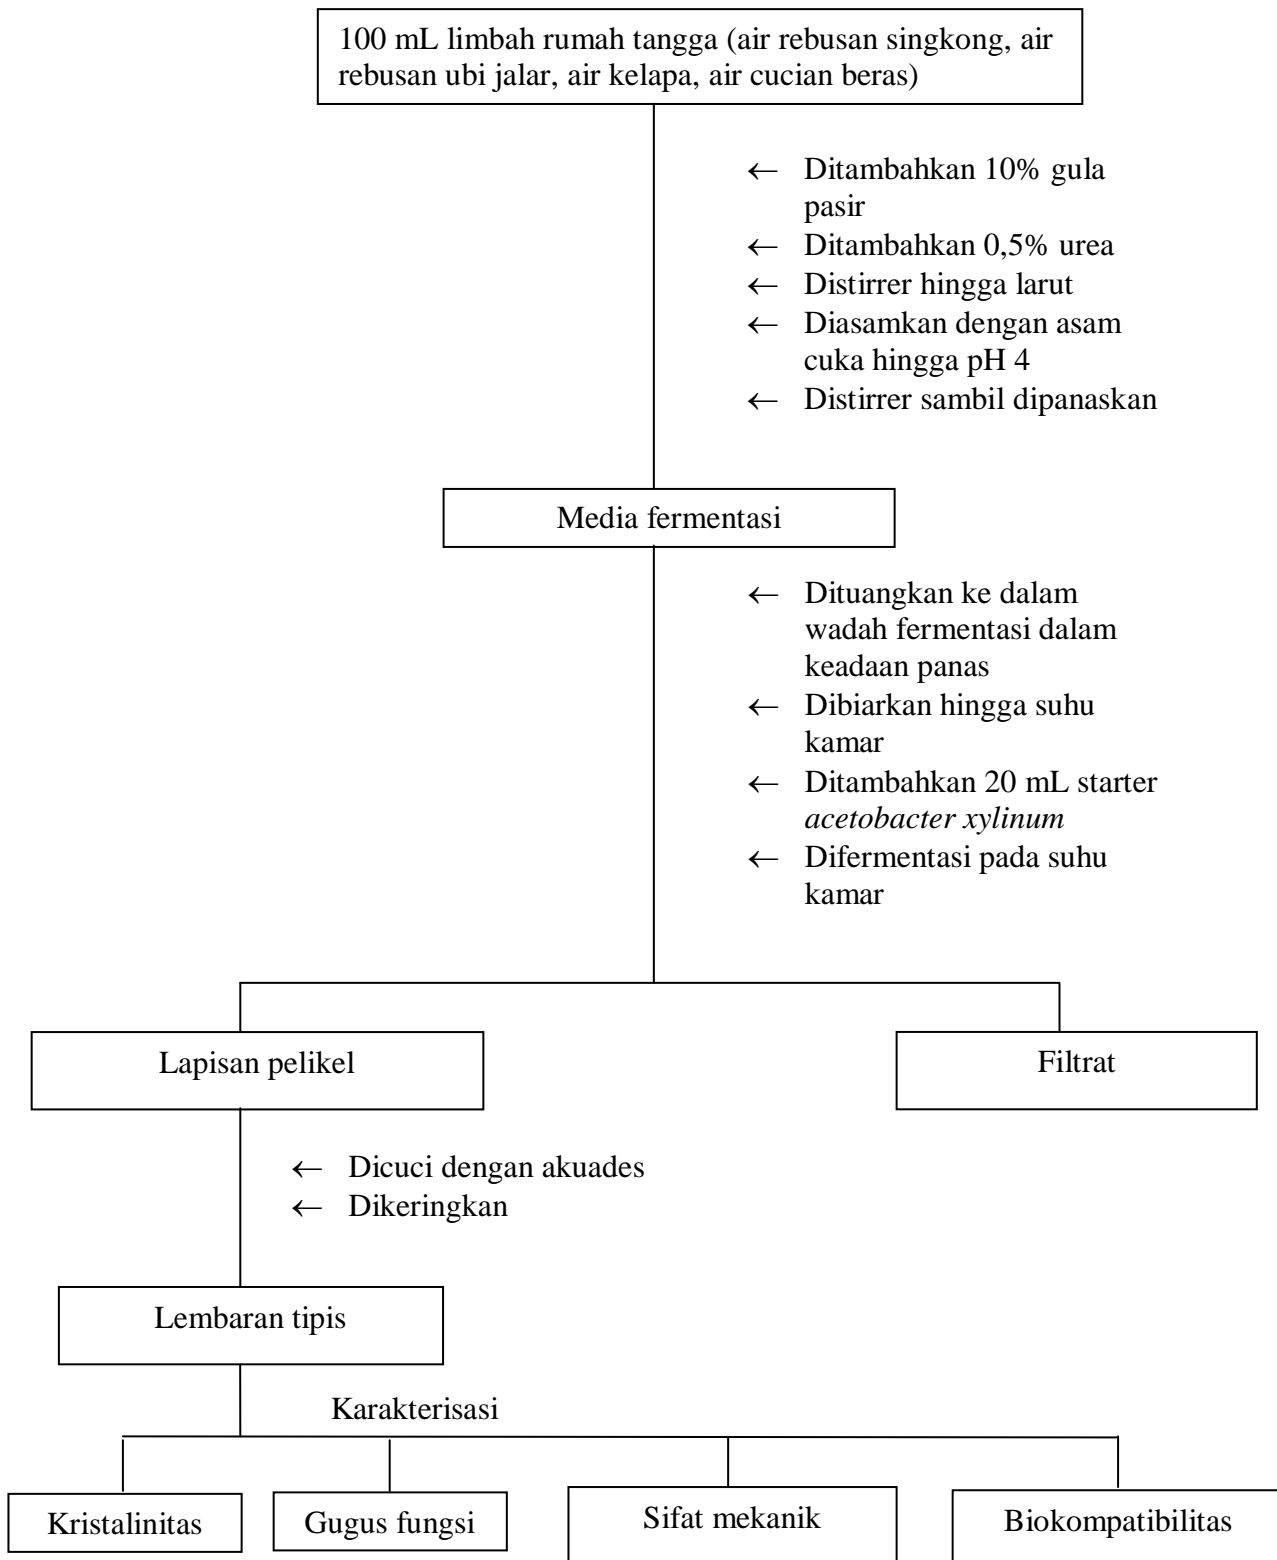 100 mL limbah rumah tangga (air rebusan singkong, air
rebusan ubi jalar, air kelapa, air cucian beras)
← Ditambahkan 10% gula
pasir
← Ditambahkan 0,5% urea
← Distirrer hingga larut
← Diasamkan dengan asam
cuka hingga pH 4
← Distirrer sambil dipanaskan
Media fermentasi
← Dituangkan ke dalam
wadah fermentasi dalam
keadaan panas
← Dibiarkan hingga suhu
kamar
← Ditambahkan 20 mL starter
acetobacter xylinum
← Difermentasi pada suhu
kamar
Lapisan pelikel
Filtrat
← Dicuci dengan akuades
← Dikeringkan
Lembaran tipis
Karakterisasi
Kristalinitas
Gugus fungsi
Sifat mekanik
Biokompatibilitas